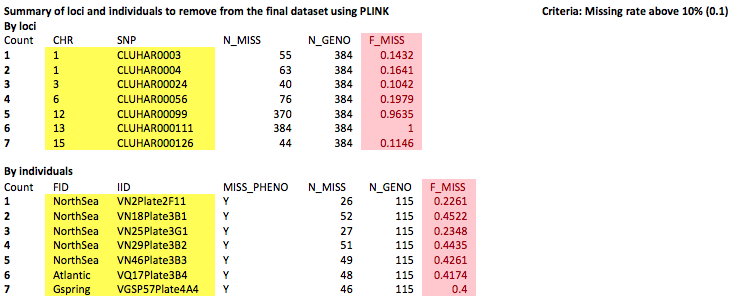 Summary of loci and individuals to remove from the final dataset using PLINK Criteria: Missing rate above 10% (0.1)
By loci
Count CHR SNP N_MISS N_GENO F_MISS
1 1 CLUHAR0003 55 384 0.1432
2 1 CLUHAR0004 63 384 0.1641
3 3 CLUHAR00024 40 384 0.1042
4 6 CLUHAR00056 76 384 0.1979
5 12 CLUHAR00099 370 384 0.9635
6 13 CLUHAR000111 384 384 1
7 15 CLUHAR000126 44 384 0.1146
By individuals
Count FID IID MISS_PHENO N_MISS N_GENO F_MISS
1 NorthSea VN2Plate2F11 Y 26 115 0.2261
2 NorthSea VN18Plate3B1 Y 52 115 0.4522
3 NorthSea VN25Plate3G1 Y 27 115 0.2348
4 NorthSea VN29Plate3B2 Y 51 115 0.4435
5 NorthSea VN46Plate3B3 Y 49 115 0.4261
6 Atlantic VQ17Plate3B4 Y 48 115 0.4174
7 Gspring VGSP57Plate4A4 Y 46 115 0.4